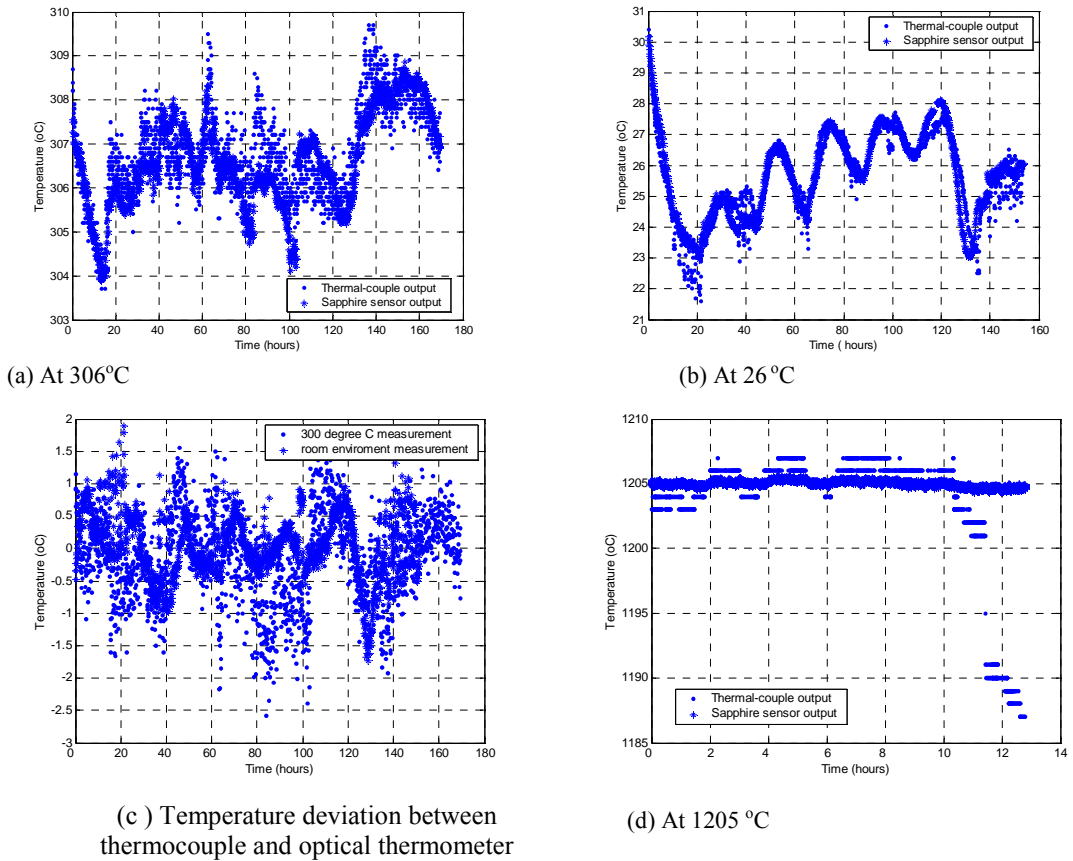 310
309
308
307
306
305
304
303
Temperature (oC)
0 20 40 60 80 100 120 140 160 180
Time (hours)
Thermal-couple output
Sapphire sensor output
(a) At 306°C
31
30
29
28
27
26
25
24
23
22
21
Temperature (oC)
0 20 40 60 80 100 120 140 160
Time ( hours)
Thermal-couple output
Sapphire sensor output
(b) At 26 °C
2
1.5
1
0.5
0
-0.5
-1
-1.5
-2
-2.5
-3
Temperature (oC)
0 20 40 60 80 100 120 140 160 180
Time (hours)
300 degree C measurement
room enviroment measurement
(c ) Temperature deviation between
thermocouple and optical thermometer
1210
1205
1200
1195
1190
1185
Temperature (oC)
0 2 4 6 8 10 12 14
Time (hours)
Thermal-couple output
Sapphire sensor output
(d) At 1205 °C